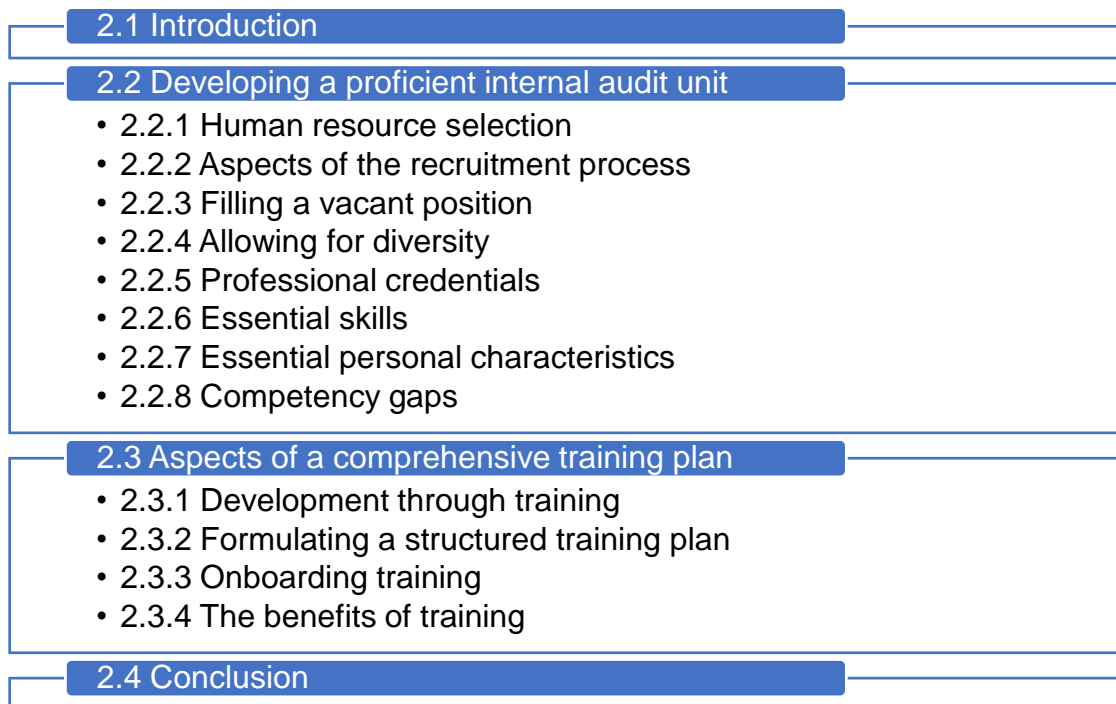 2.1 Introduction
2.2 Developing a proficient internal audit unit
• 2.2.1 Human resource selection
• 2.2.2 Aspects of the recruitment process
• 2.2.3 Filling a vacant position
• 2.2.4 Allowing for diversity
• 2.2.5 Professional credentials
• 2.2.6 Essential skills
• 2.2.7 Essential personal characteristics
• 2.2.8 Competency gaps
2.3 Aspects of a comprehensive training plan
• 2.3.1 Development through training
• 2.3.2 Formulating a structured training plan
• 2.3.3 Onboarding training
• 2.3.4 The benefits of training
2.4 Conclusion